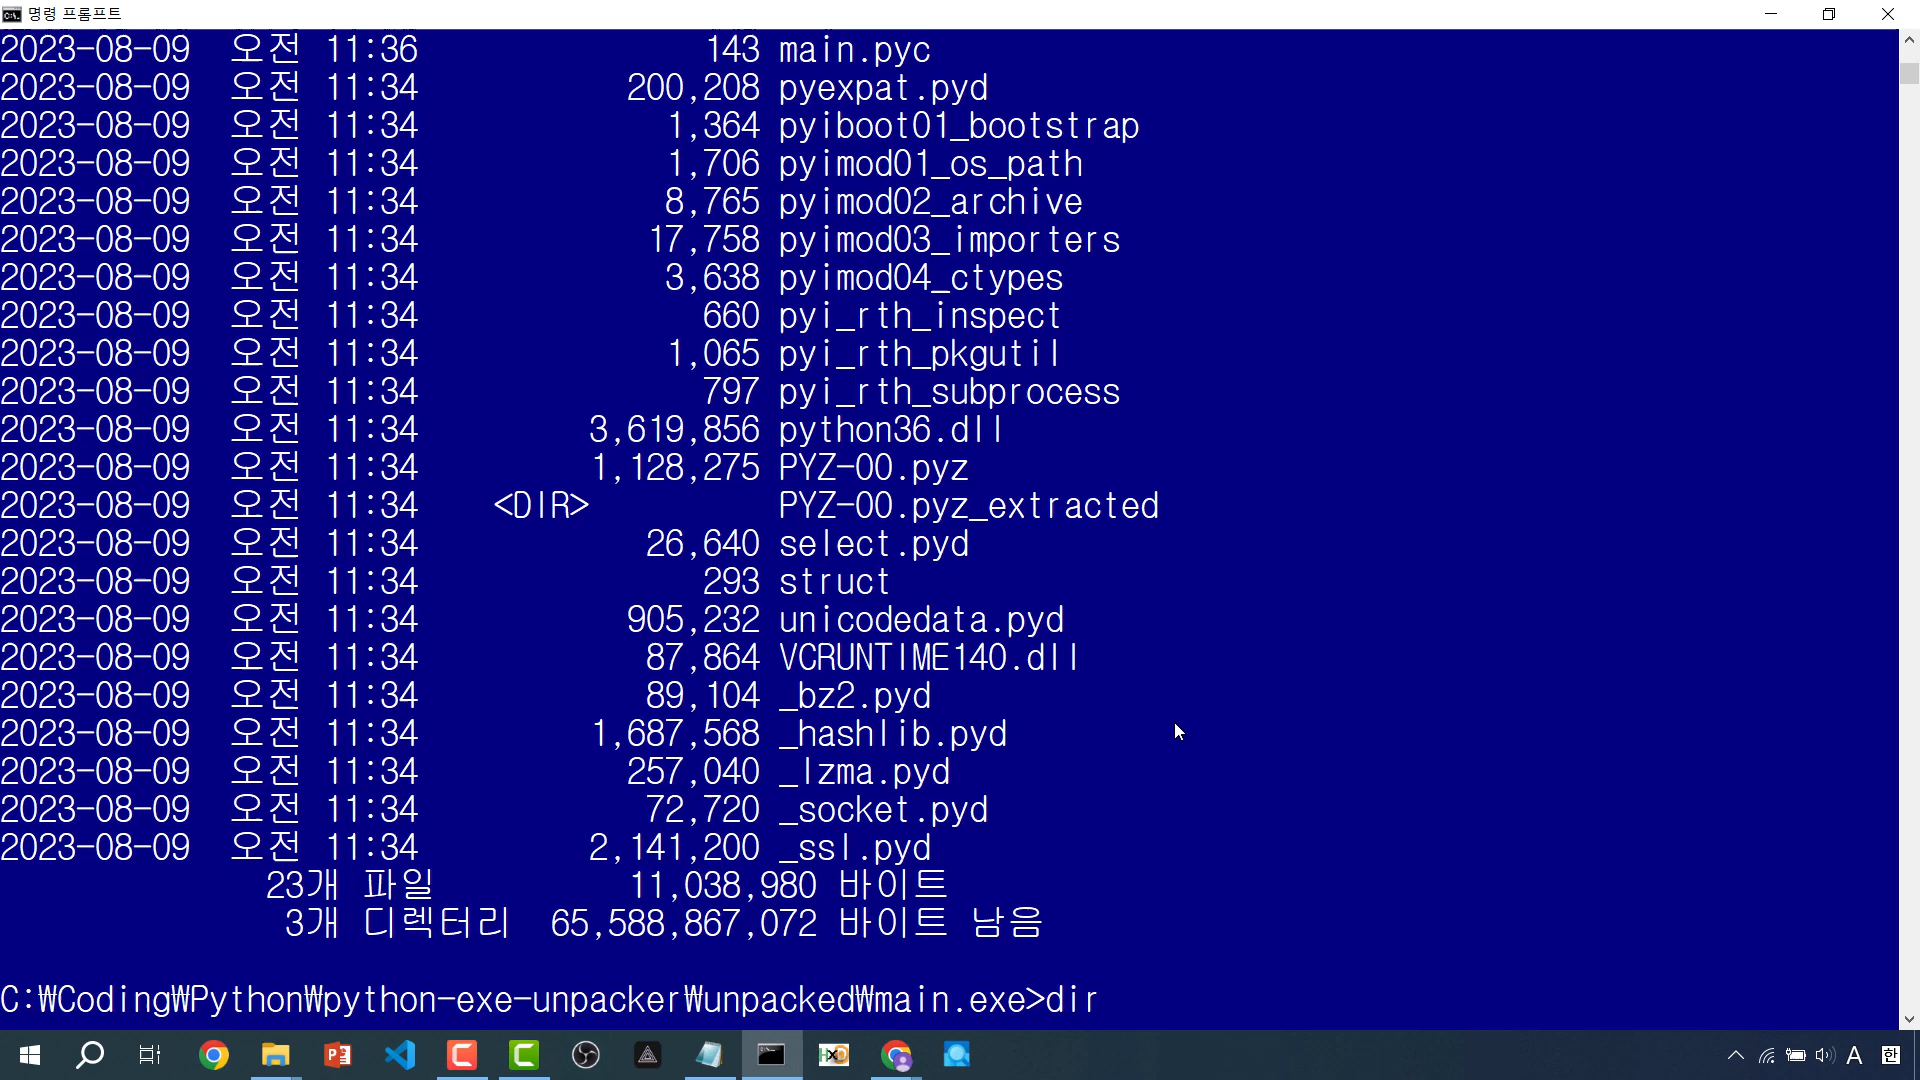 명령 프롬프트
2023-08-09 오전 11:36 143 main.pyc
2023-08-09 오전 11:34 200,208 pyexpat.pyd
2023-08-09 오전 11:34 1,364 pyiboot01_bootstrap
2023-08-09 오전 11:34 1,706 pyimod01_os_path
2023-08-09 오전 11:34 8,765 pyimod02_archive
2023-08-09 오전 11:34 17,758 pyimod03_importers
2023-08-09 오전 11:34 3,638 pyimod04_ctypes
2023-08-09 오전 11:34 660 pyi_rth_inspect
2023-08-09 오전 11:34 1,065 pyi_rth_pkgutil
2023-08-09 오전 11:34 797 pyi_rth_subprocess
2023-08-09 오전 11:34 3,619,856 python36.dll
2023-08-09 오전 11:34 1,128,275 PYZ-00.pyz
2023-08-09 오전 11:34 <DIR> PYZ-00.pyz_extracted
2023-08-09 오전 11:34 26,640 select.pyd
2023-08-09 오전 11:34 293 struct
2023-08-09 오전 11:34 905,232 unicodedata.pyd
2023-08-09 오전 11:34 87,864 VCRUNTIME140.dll
2023-08-09 오전 11:34 89,104 _bz2.pyd
2023-08-09 오전 11:34 1,687,568 _hashlib.pyd
2023-08-09 오전 11:34 257,040 _lzma.pyd
2023-08-09 오전 11:34 72,720 _socket.pyd
2023-08-09 오전 11:34 2,141,200 _ssl.pyd
23개 파일 11,038,980 바이트
3개 디렉터리 65,588,867,072 바이트 남음
C:₩Coding₩Python₩python-exe-unpacker₩unpacked₩main.exe>dir
A 한